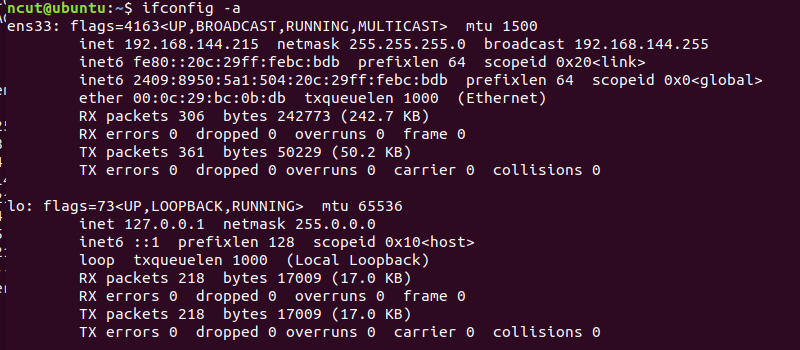 ncut@ubuntu:~$ ifconfig -a
ens33: flags=4163<UP,BROADCAST,RUNNING,MULTICAST>  mtu 1500
        inet 192.168.144.215  netmask 255.255.255.0  broadcast 192.168.144.255
        inet6 fe80::20c:29ff:febc:bdb  prefixlen 64  scopeid 0x20<link>
        inet6 2409:8950:5a1:504:20c:29ff:febc:bdb  prefixlen 64  scopeid 0x0<global>
        ether 00:0c:29:bc:0b:db  txqueuelen 1000  (Ethernet)
        RX packets 306  bytes 242773 (242.7 KB)
        RX errors 0  dropped 0  overruns 0  frame 0
        TX packets 361  bytes 50229 (50.2 KB)
        TX errors 0  dropped 0 overruns 0  carrier 0  collisions 0

lo: flags=73<UP,LOOPBACK,RUNNING>  mtu 65536
        inet 127.0.0.1  netmask 255.0.0.0
        inet6 ::1  prefixlen 128  scopeid 0x10<host>
        loop  txqueuelen 1000  (Local Loopback)
        RX packets 218  bytes 17009 (17.0 KB)
        RX errors 0  dropped 0  overruns 0  frame 0
        TX packets 218  bytes 17009 (17.0 KB)
        TX errors 0  dropped 0 overruns 0  carrier 0  collisions 0